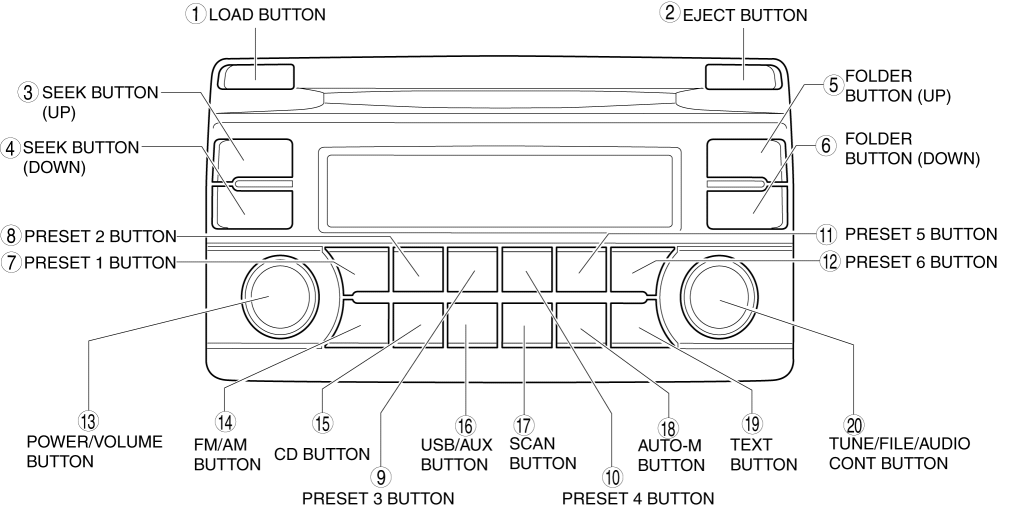 ① LOAD BUTTON
② EJECT BUTTON
③ SEEK BUTTON
(UP)
④ SEEK BUTTON
(DOWN)
⑤ FOLDER
BUTTON (UP)
⑥ FOLDER
BUTTON (DOWN)
⑧ PRESET 2 BUTTON
⑦ PRESET 1 BUTTON
⑪ PRESET 5 BUTTON
⑫ PRESET 6 BUTTON
⑬
POWER/VOLUME
BUTTON
⑭
FM/AM
BUTTON
⑮
CD BUTTON
⑨
PRESET 3 BUTTON
⑯
USB/AUX
BUTTON
⑰
SCAN
BUTTON
⑩
PRESET 4 BUTTON
⑱
AUTO-M
BUTTON
⑲
TEXT
BUTTON
⑳
TUNE/FILE/AUDIO
CONT BUTTON